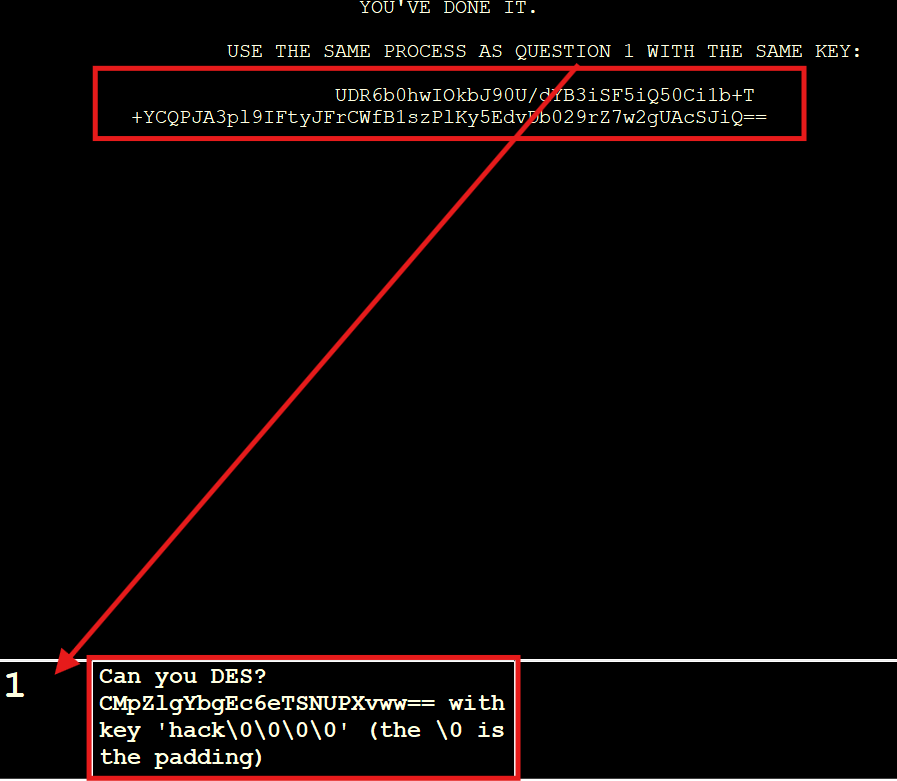 YOU'VE DONE IT.
USE THE SAME PROCESS AS QUESTION 1 WITH THE SAME KEY:
UDR6b0hwIOkbJ90U/dYB3iSF5iQ50Ci1b+T
+YCQPJA3pl9IFtyJFrCWfB1szPlKy5EdvDb029rZ7w2gUAcSJiQ==
1
Can you DES?
CMpZlgYbgEc6eTSNUPXvww== with
key 'hack\0\0\0\0' (the \0 is
the padding)